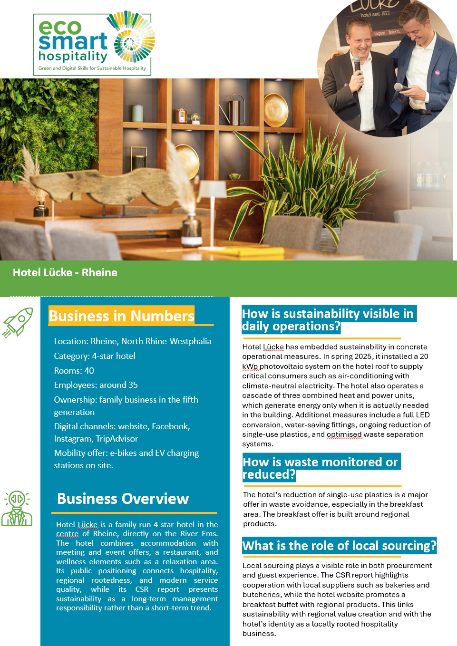 LÜCKE
eco
smart
hospitality
Green and Digital Skills for Sustainable Hospitality
Hotel Lücke - Rheine
Business in Numbers
Location: Rheine, North Rhine-Westphalia
Category: 4-star hotel
Rooms: 40
Employees: around 35
Ownership: family business in the fifth
generation
Digital channels: website, Facebook,
Instagram, TripAdvisor
Mobility offer: e-bikes and EV charging
stations on site.
Business Overview
Hotel Lücke is a family run 4 star hotel in the
centre of Rheine, directly on the River Ems.
The hotel combines accommodation with
meeting and event offers, a restaurant, and
wellness elements such as a relaxation area.
Its public positioning connects hospitality,
regional rootedness, and modern service
quality, while its CSR report presents
sustainability as a long-term management
responsibility rather than a short-term trend.
How is sustainability visible in
daily operations?
Hotel Lücke has embedded sustainability in concrete
operational measures. In spring 2025, it installed a 20
kWp photovoltaic system on the hotel roof to supply
critical consumers such as air-conditioning with
climate-neutral electricity. The hotel also operates a
cascade of three combined heat and power units,
which generate energy only when it is actually needed
in the building. Additional measures include a full LED
conversion, water-saving fittings, ongoing reduction of
single-use plastics, and optimised waste separation
systems.
How is waste monitored or
reduced?
The hotel's reduction of single-use plastics is a major
offer in waste avoidance, especially in the breakfast
area. The breakfast offer is built around regional
products.
What is the role of local sourcing?
Local sourcing plays a visible role in both procurement
and guest experience. The CSR report highlights
cooperation with local suppliers such as bakeries and
butcheries, while the hotel website promotes a
breakfast buffet with regional products. This links
sustainability with regional value creation and with the
hotel's identity as a locally rooted hospitality
business.